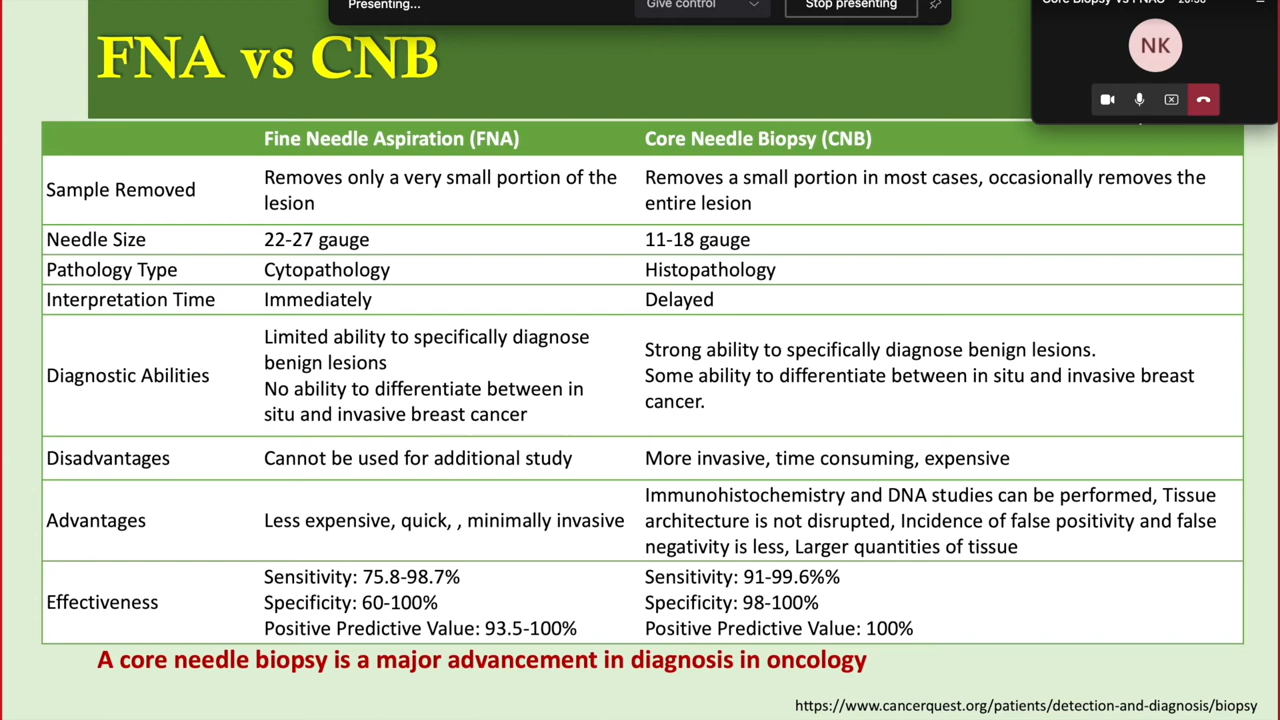 Presenting...
Give control
Stop presenting
FNA vs CNB
NK
Fine Needle Aspiration (FNA)
Core Needle Biopsy (CNB)
Sample Removed
Removes only a very small portion of the
lesion
Removes a small portion in most cases, occasionally removes the
entire lesion
Needle Size
22-27 gauge
11-18 gauge
Pathology Type
Cytopathology
Histopathology
Interpretation Time
Immediately
Delayed
Diagnostic Abilities
Limited ability to specifically diagnose
benign lesions
No ability to differentiate between in
situ and invasive breast cancer
Strong ability to specifically diagnose benign lesions.
Some ability to differentiate between in situ and invasive breast
cancer.
Disadvantages
Cannot be used for additional study
More invasive, time consuming, expensive
Advantages
Less expensive, quick, , minimally invasive
Immunohistochemistry and DNA studies can be performed, Tissue
architecture is not disrupted, Incidence of false positivity and false
negativity is less, Larger quantities of tissue
Effectiveness
Sensitivity: 75.8-98.7%
Specificity: 60-100%
Positive Predictive Value: 93.5-100%
Sensitivity: 91-99.6%%
Specificity: 98-100%
Positive Predictive Value: 100%
A core needle biopsy is a major advancement in diagnosis in oncology
https://www.cancerquest.org/patients/detection-and-diagnosis/biopsy